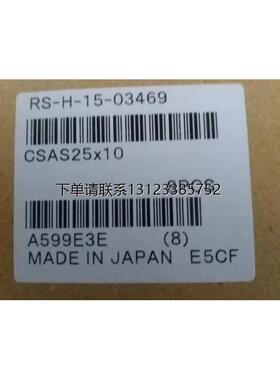 RS-H-15-03469
CSAS25x10
下单请联系13123385752
A599E3E (8)
MADE IN JAPAN E5CF